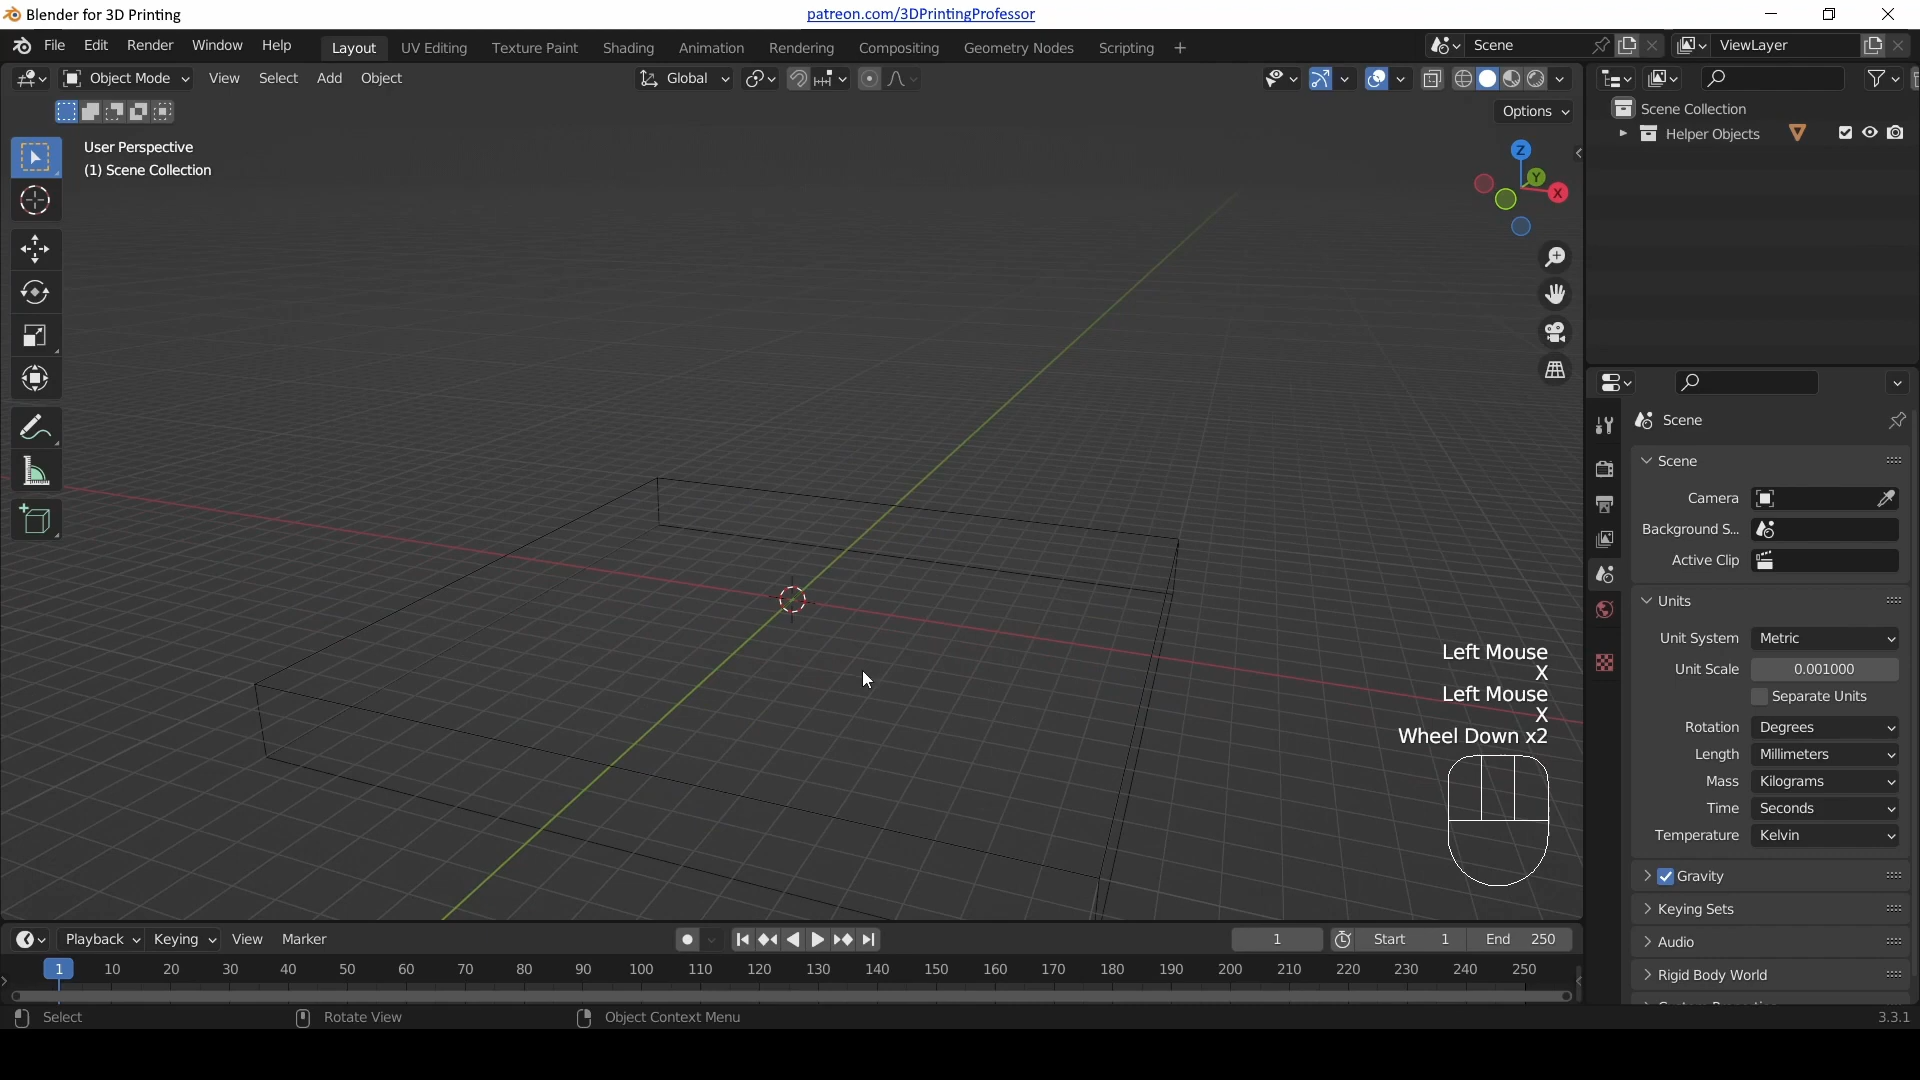 Blender for 3D Printing
patreon.com/3DPrintingProfessor
File Edit Render Window Help
Layout UV Editing Texture Paint Shading Animation Rendering Compositing Geometry Nodes Scripting +
Scene
ViewLayer
Object Mode View Select Add Object
Global
Options
User Perspective
(1) Scene Collection
Z
Y
X
Scene Collection
Helper Objects
Scene
Scene
Camera
Background S...
Active Clip
Units
Unit System Metric
Unit Scale 0.001000
Separate Units
Rotation Degrees
Length Millimeters
Mass Kilograms
Time Seconds
Temperature Kelvin
Gravity
Keying Sets
Audio
Rigid Body World
Left Mouse
X
Left Mouse
X
Wheel Down x2
Playback Keying View Marker
1 Start 1 End 250
1 10 20 30 40 50 60 70 80 90 100 110 120 130 140 150 160 170 180 190 200 210 220 230 240 250
Select Rotate View Object Context Menu
3.3.1